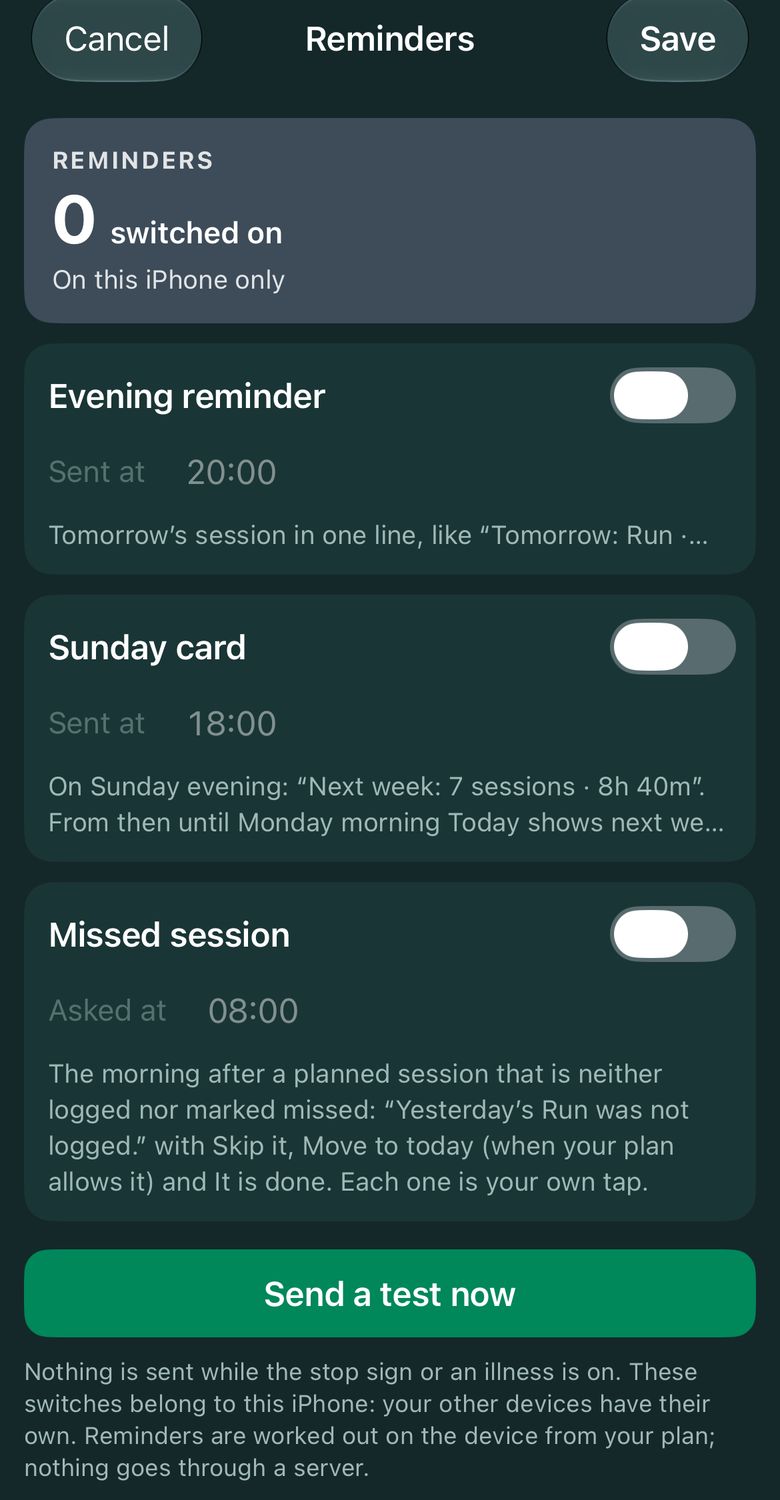 Cancel
Reminders
Save
REMINDERS
0 switched on
On this iPhone only
Evening reminder
Sent at 20:00
Tomorrow’s session in one line, like “Tomorrow: Run ·…
Sunday card
Sent at 18:00
On Sunday evening: “Next week: 7 sessions · 8h 40m”.
From then until Monday morning Today shows next we…
Missed session
Asked at 08:00
The morning after a planned session that is neither
logged nor marked missed: “Yesterday’s Run was not
logged.” with Skip it, Move to today (when your plan
allows it) and It is done. Each one is your own tap.
Send a test now
Nothing is sent while the stop sign or an illness is on. These
switches belong to this iPhone: your other devices have their
own. Reminders are worked out on the device from your plan;
nothing goes through a server.